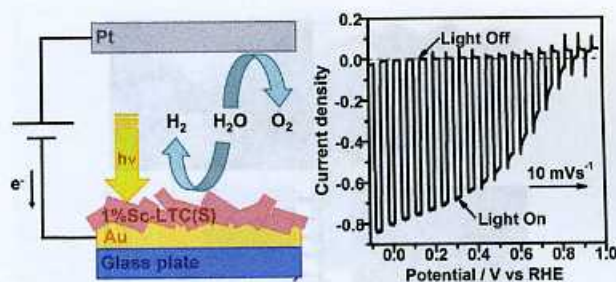 Pt
H₂ H₂O O₂
hν
e⁻
1%Sc-LTC(S)
Au
Glass plate
Current density
0.2
0.0
-0.2
-0.4
-0.6
-0.8
Light Off
10 mVs⁻¹
Light On
0.0 0.2 0.4 0.6 0.8 1.0
Potential / V vs RHE